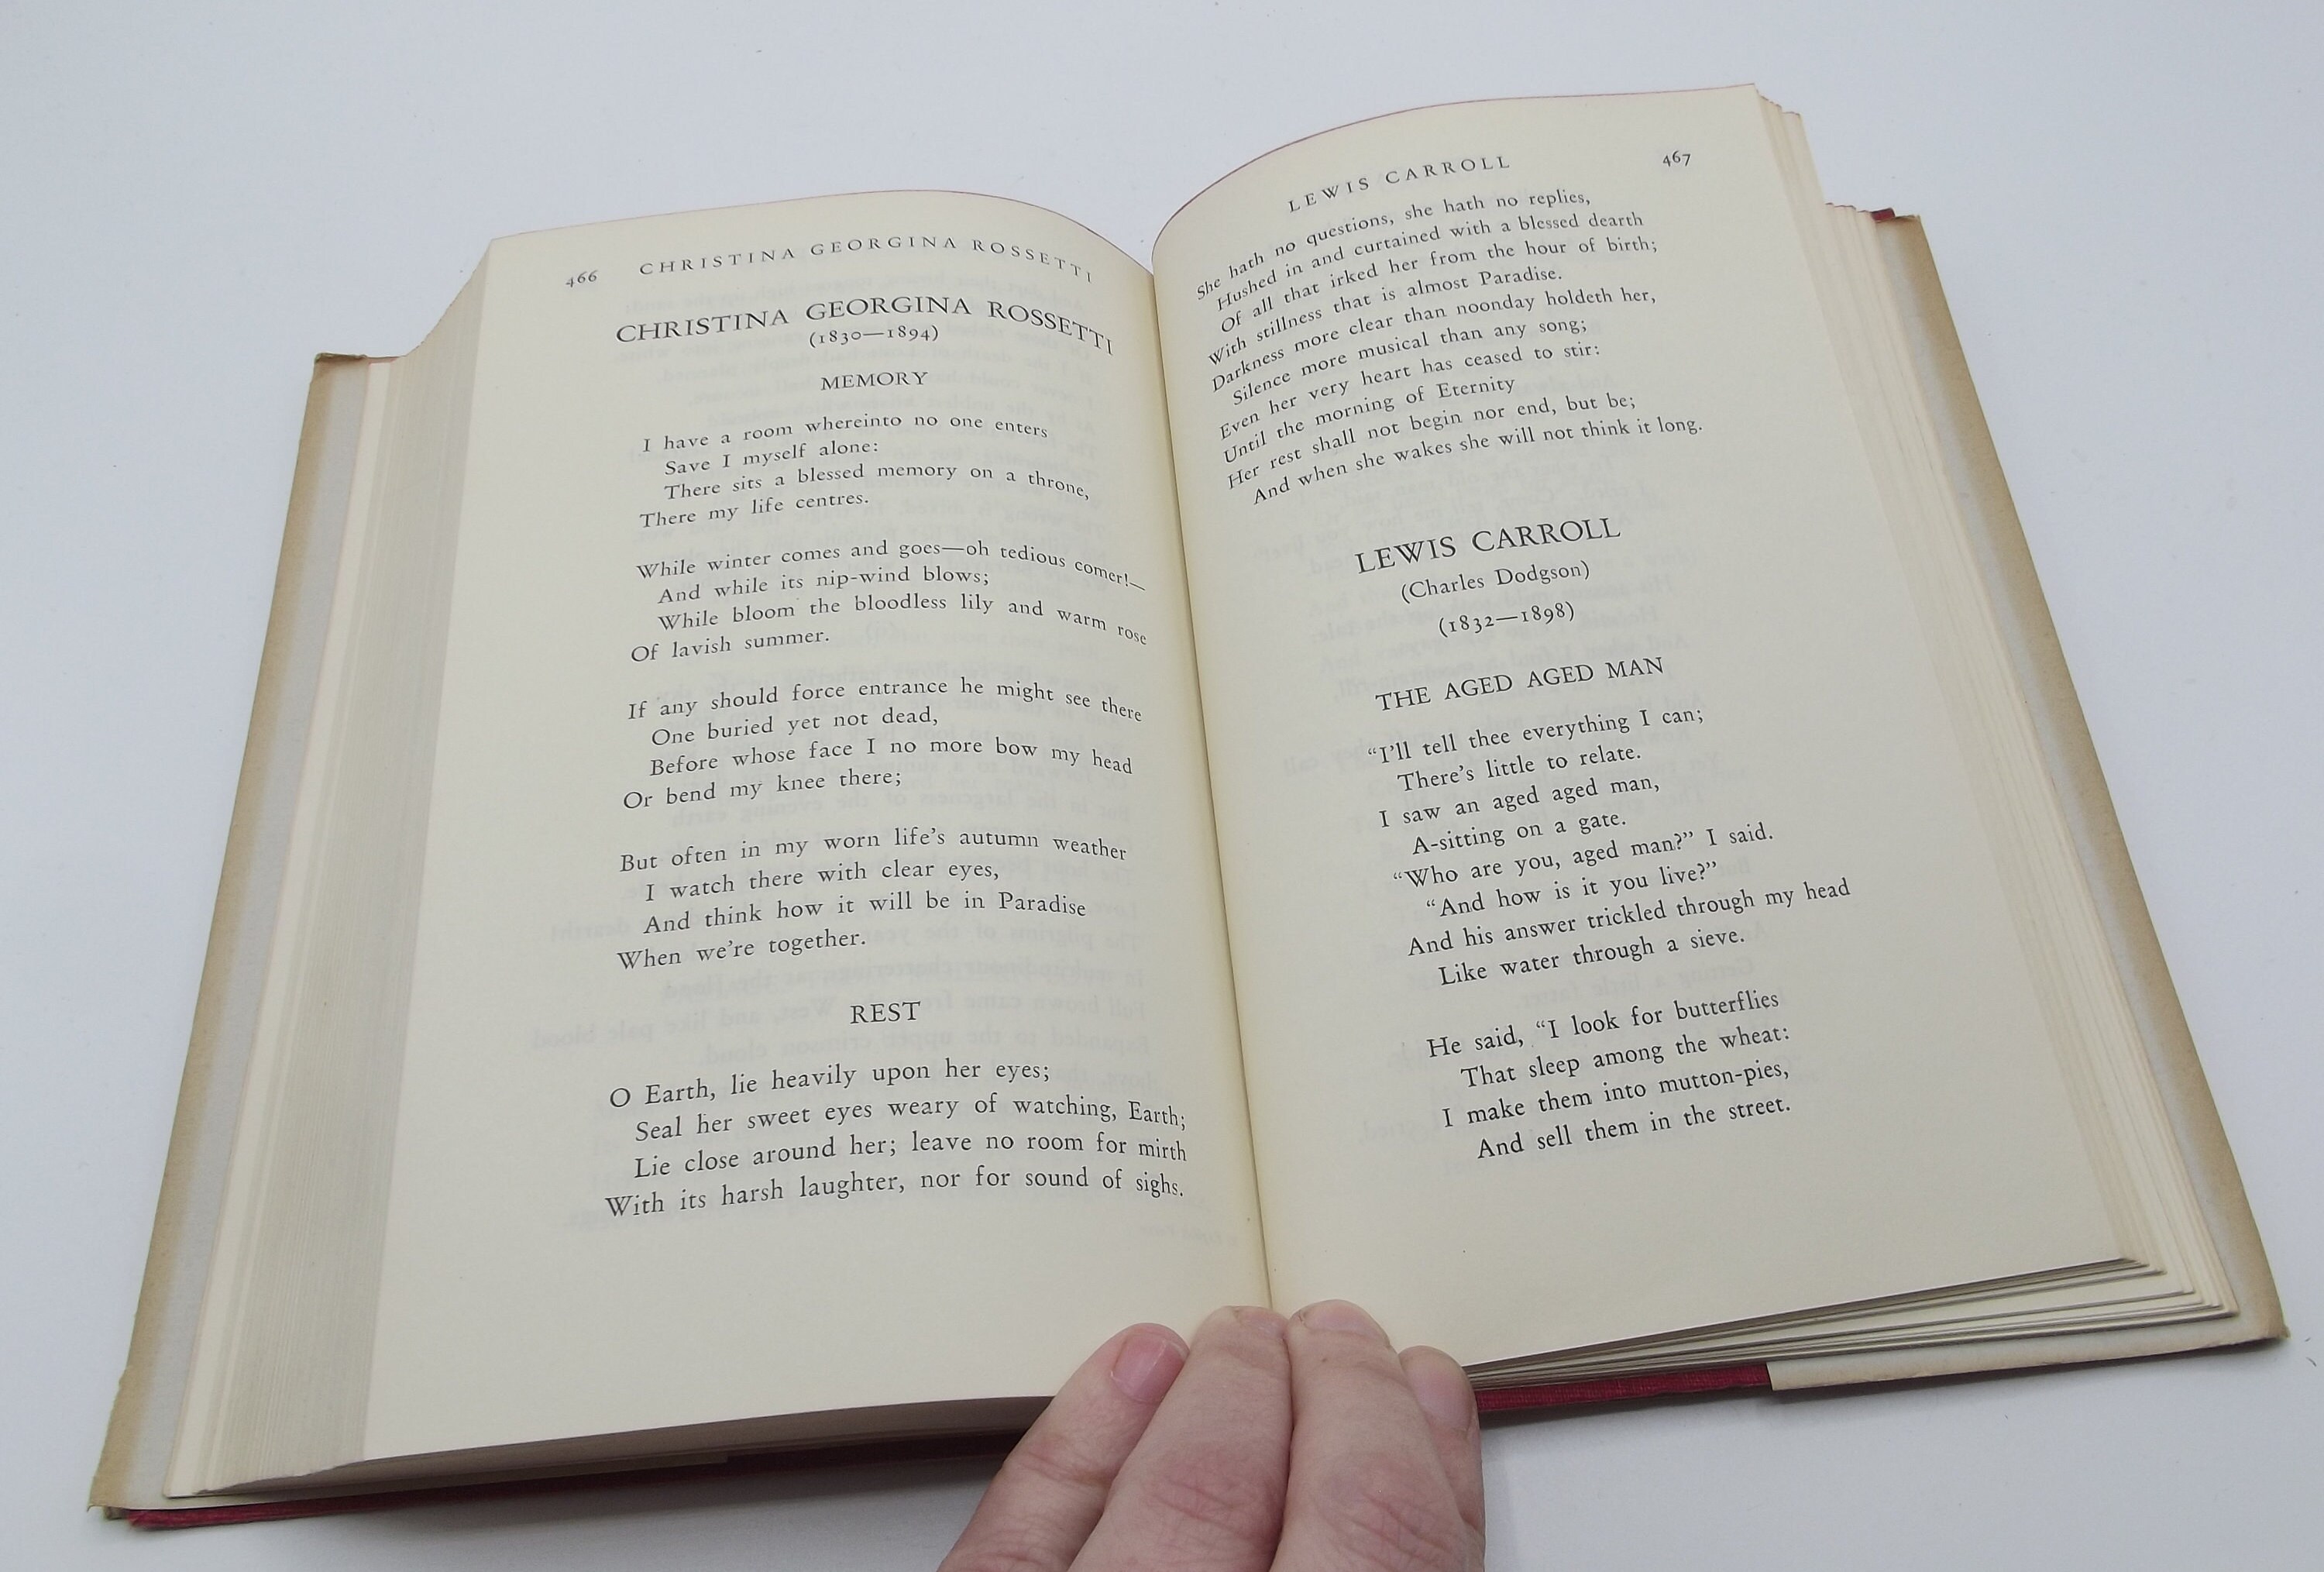 466 CHRISTINA GEORGINA ROSSETTI
CHRISTINA GEORGINA ROSSETTI
(1830—1894)
MEMORY
I have a room whereinto no one enters
Save I myself alone:
There sits a blessed memory on a throne,
There my life centres.
While winter comes and goes—oh tedious comer!—
And while its nip-wind blows;
While bloom the bloodless lily and warm rose
Of lavish summer.
If any should force entrance he might see there
One buried yet not dead,
Before whose face I no more bow my head
Or bend my knee there;
But often in my worn life's autumn weather
I watch there with clear eyes,
And think how it will be in Paradise
When we're together.
REST
O Earth, lie heavily upon her eyes;
Seal her sweet eyes weary of watching, Earth;
Lie close around her; leave no room for mirth
With its harsh laughter, nor for sound of sighs.
LEWIS CARROLL 467
She hath no questions, she hath no replies,
Hushed in and curtained with a blessed dearth
Of all that irked her from the hour of birth;
With stillness that is almost Paradise.
Darkness more clear than noonday holdeth her,
Silence more musical than any song;
Even her very heart has ceased to stir:
Until the morning of Eternity
Her rest shall not begin nor end, but be;
And when she wakes she will not think it long.
LEWIS CARROLL
(Charles Dodgson)
(1832—1898)
THE AGED AGED MAN
“I'll tell thee everything I can;
There's little to relate.
I saw an aged aged man,
A-sitting on a gate.
“Who are you, aged man?” I said.
“And how is it you live?”
And his answer trickled through my head
Like water through a sieve.
He said, “I look for butterflies
That sleep among the wheat:
I make them into mutton-pies,
And sell them in the street.